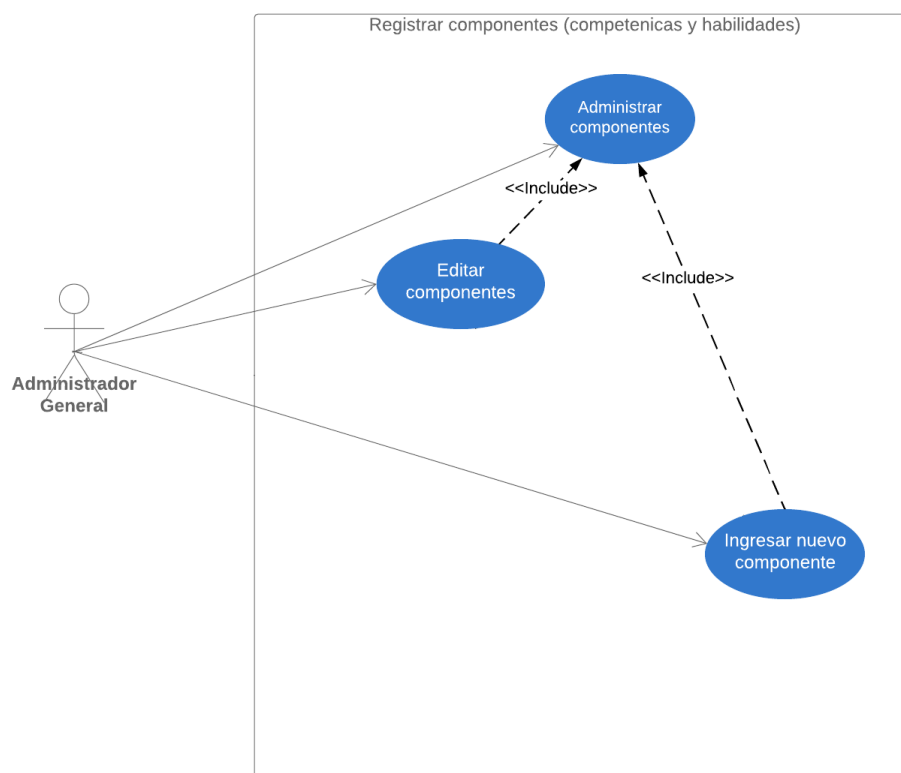 Registrar componentes (competenicas y habilidades)
Administrar
componentes
<<Include>>
Editar
componentes
<<Include>>
Administrador
General
Ingresar nuevo
componente